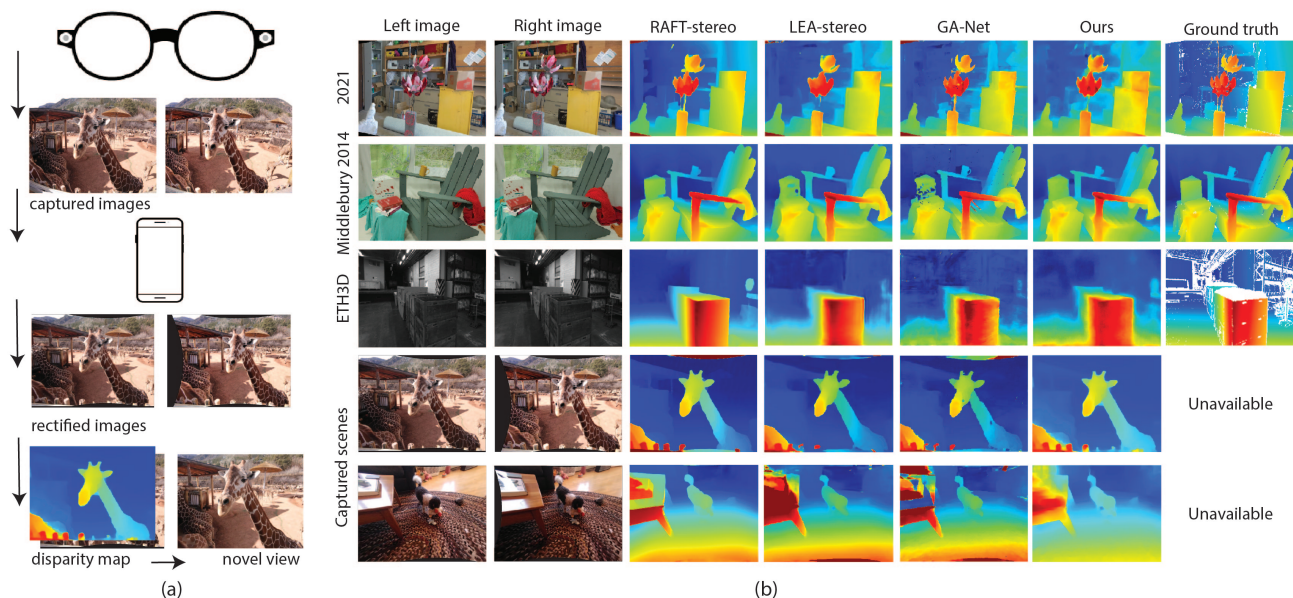 captured images
rectified images
disparity map
novel view
(a)
Left image
Right image
RAFT-stereo
LEA-stereo
GA-Net
Ours
Ground truth
2021
Middlebury 2014
ETH3D
Captured scenes
Unavailable
Unavailable
(b)